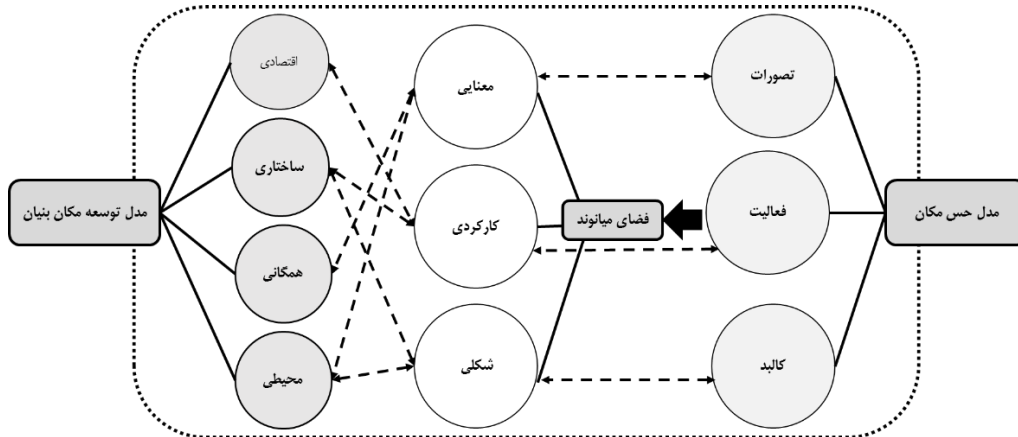 مدل حس مکان
تصورات
فعالیت
کالبد
فضای میانوند
معنایی
کارکردی
شکلی
اقتصادی
ساختاری
همگانی
محیطی
مدل توسعه مکان بنیان